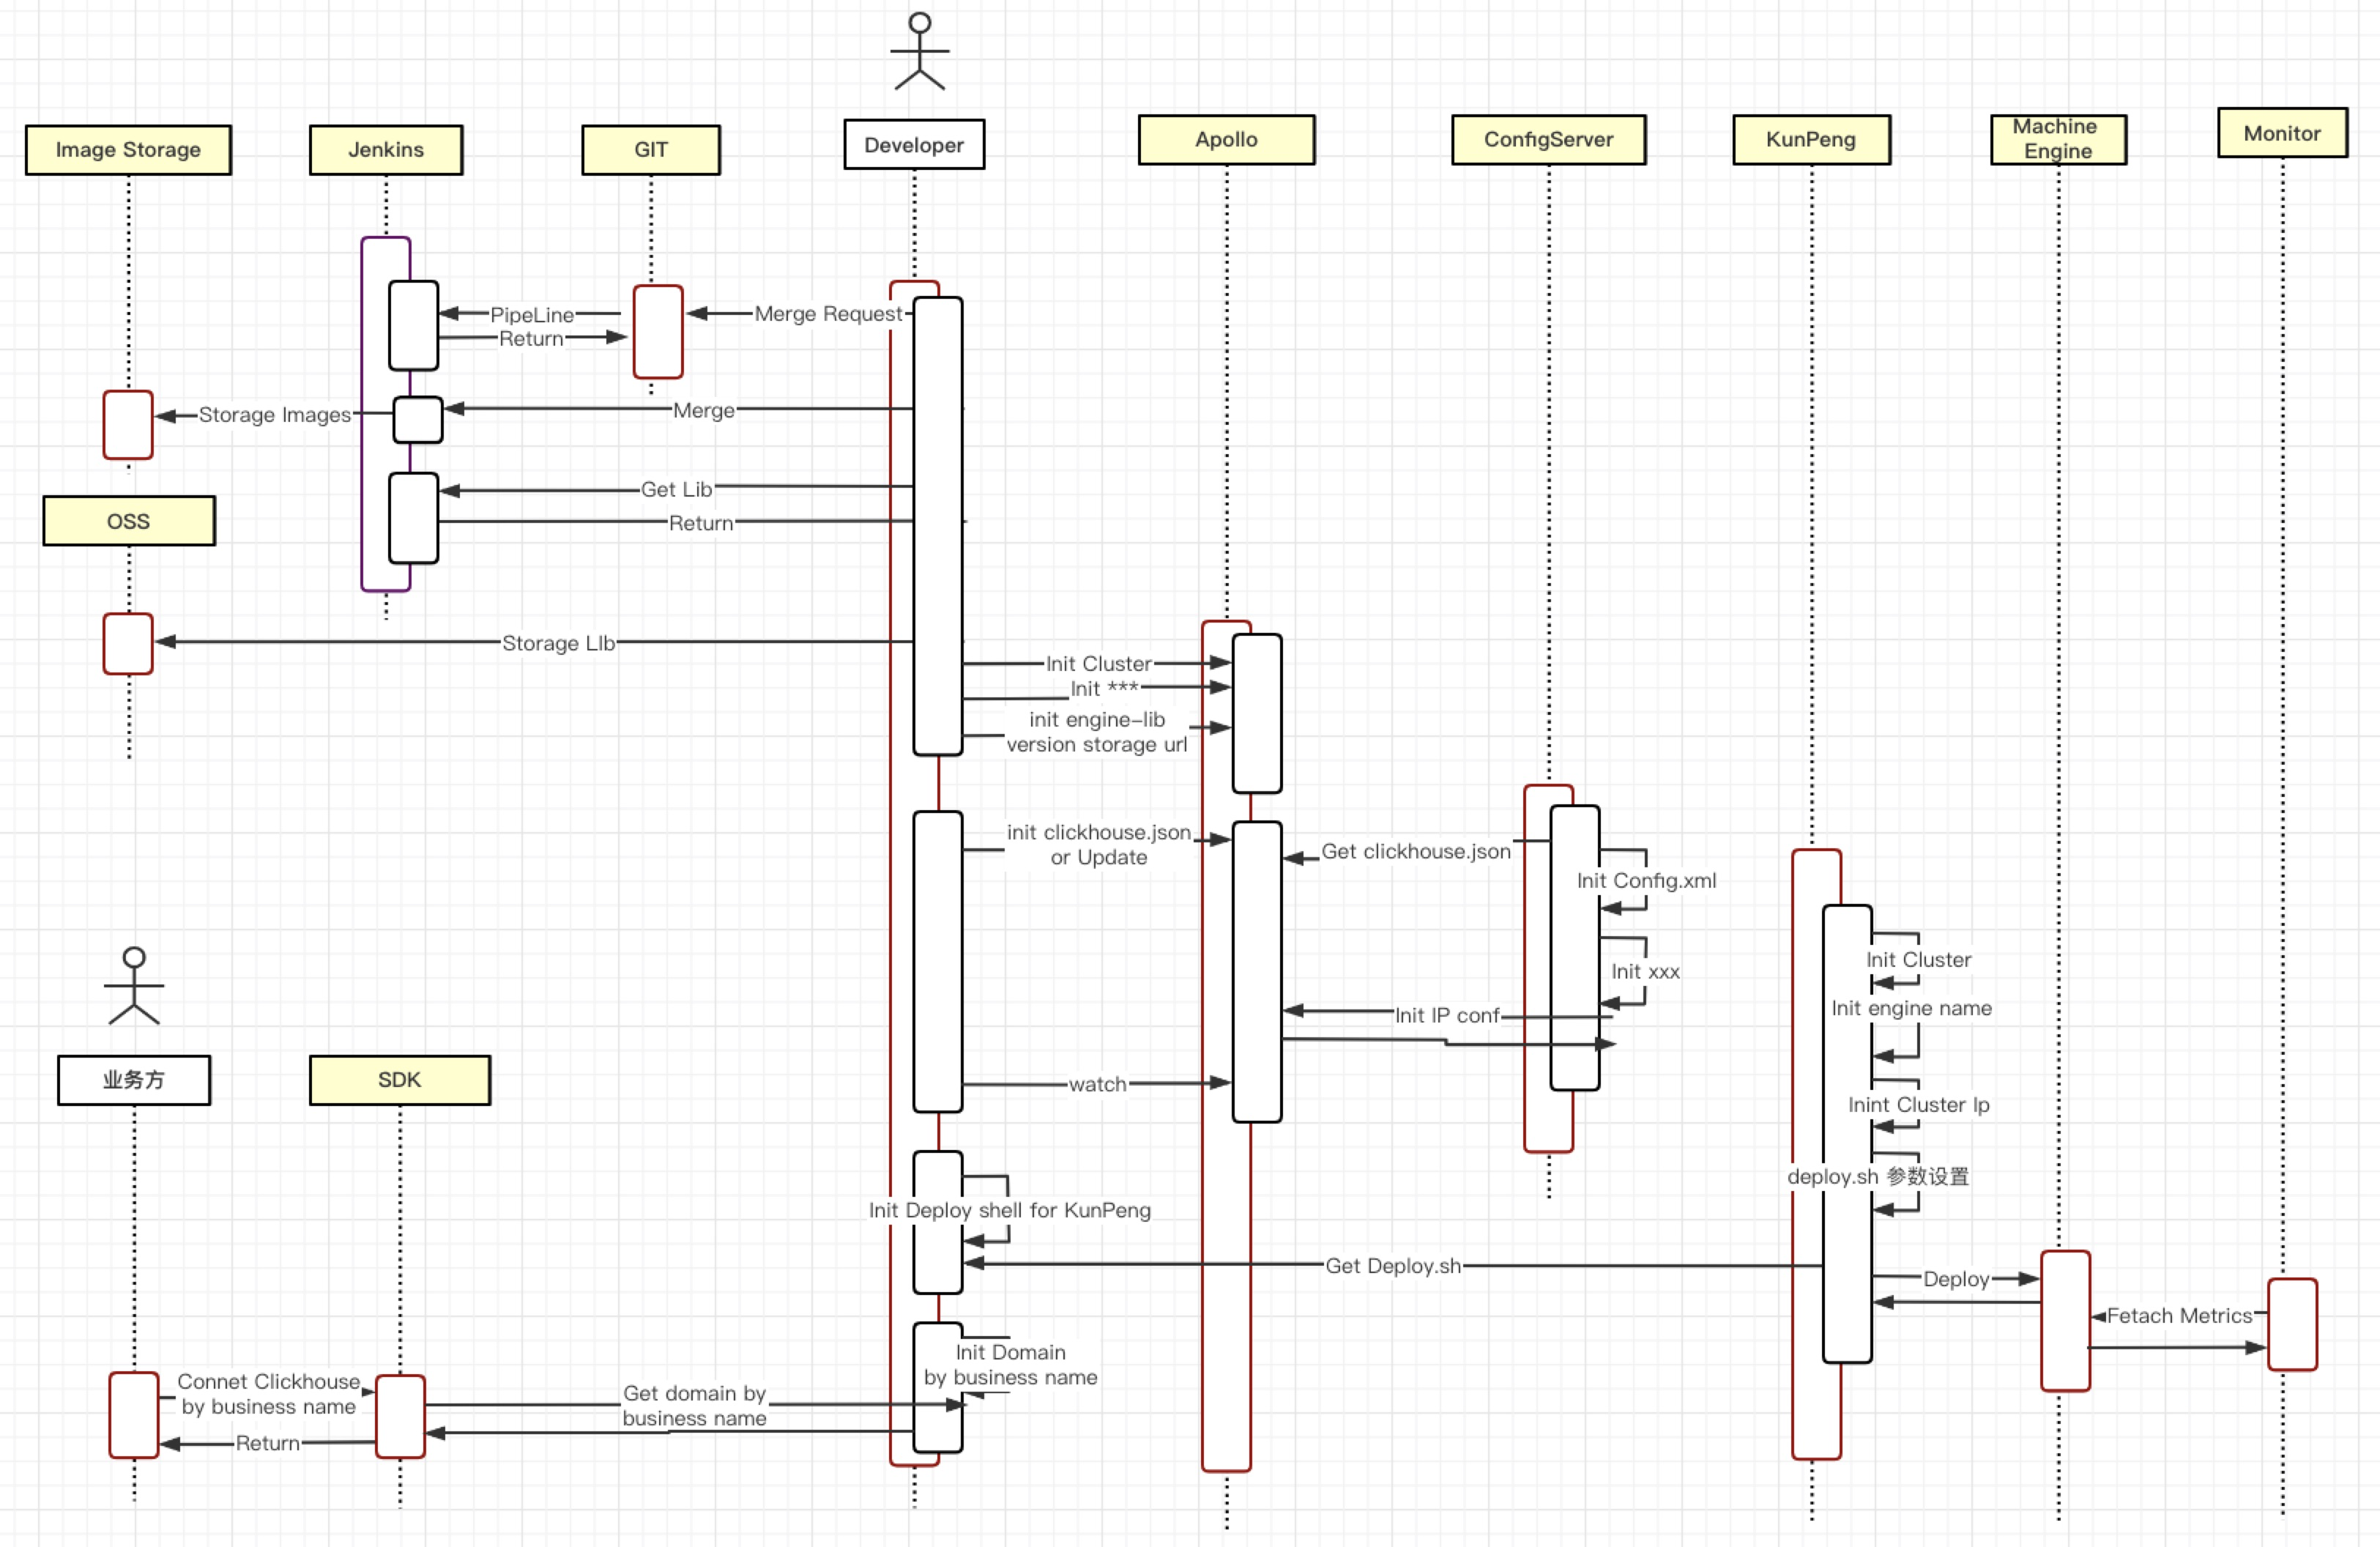 Image Storage
Jenkins
GIT
Developer
Apollo
ConfigServer
KunPeng
Machine
Engine
Monitor
PipeLine
Merge Request
Return
Storage Images
Merge
Get Lib
OSS
Return
Storage LIb
Init Cluster
Init ***
init engine-lib
version storage url
init clickhouse.json
or Update
Get clickhouse.json
Init Config.xml
Init Cluster
Init xxx
Init engine name
Init IP conf
业务方
SDK
watch
Inint Cluster Ip
deploy.sh 参数设置
Init Deploy shell for KunPeng
Get Deploy.sh
Deploy
Fetach Metrics
Init Domain
by business name
Connet Clickhouse
by business name
Get domain by
business name
Return